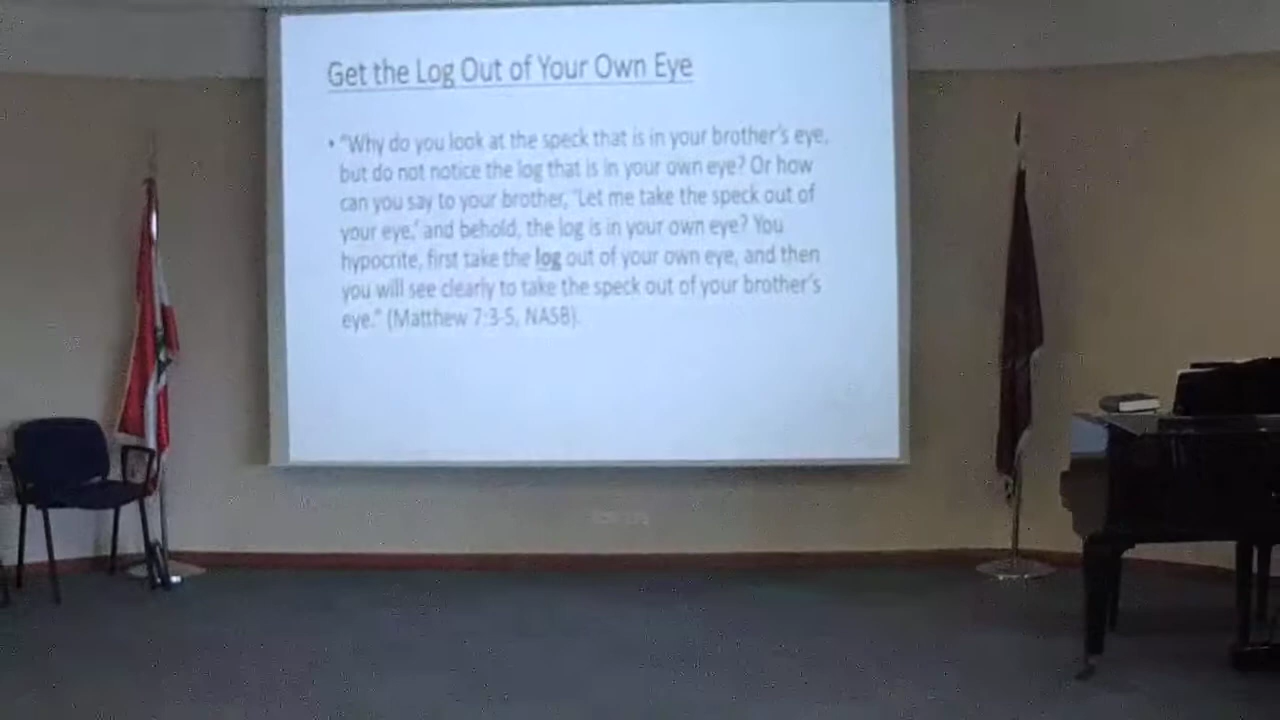 Get the Log Out of Your Own Eye
• "Why do you look at the speck that is in your brother's eye,
but do not notice the log that is in your own eye? Or how
can you say to your brother, 'Let me take the speck out of
your eye,' and behold, the log is in your own eye? You
hypocrite, first take the log out of your own eye, and then
you will see clearly to take the speck out of your brother's
eye." (Matthew 7:3-5, NASB).